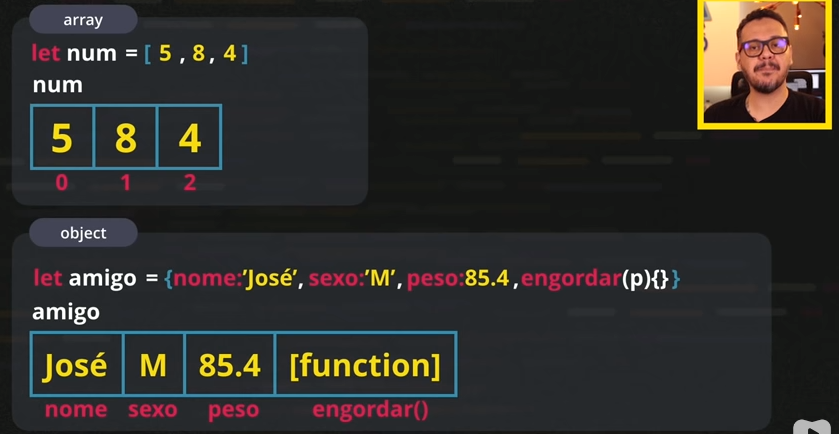 array
let num = [ 5 , 8 , 4 ]
num
5 8 4
0 1 2
object
let amigo = {nome:’José’, sexo:’M’, peso:85.4 ,engordar(p){}}
amigo
José M 85.4 [function]
nome sexo peso engordar()